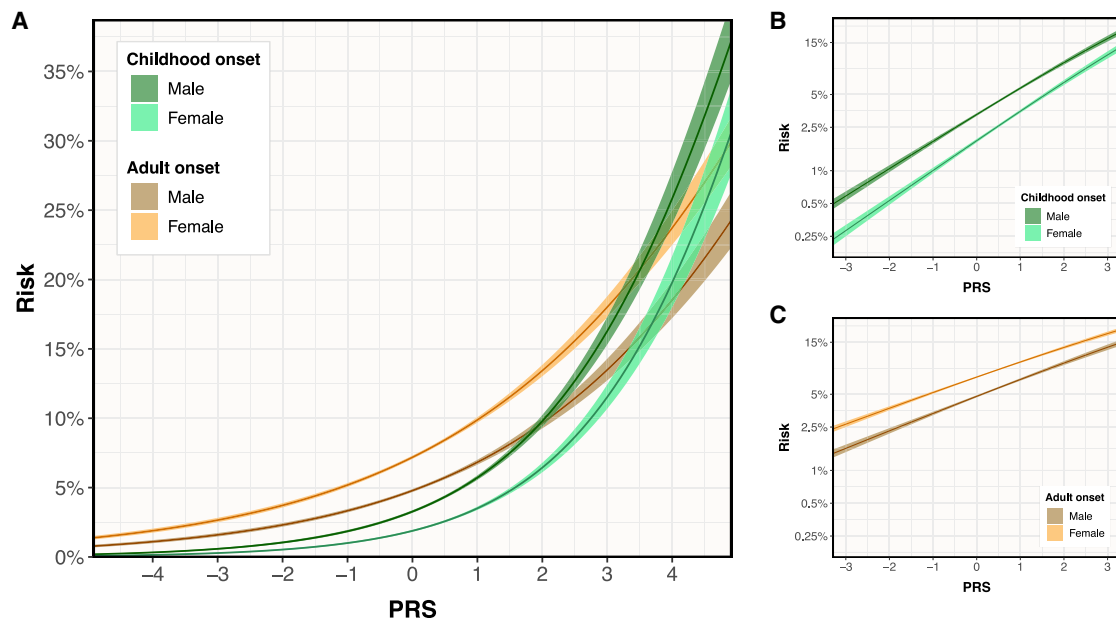 A
Childhood onset
Male
Female
Adult onset
Male
Female
35%
30%
25%
20%
15%
10%
5%
0%
Risk
−4 −3 −2 −1 0 1 2 3 4
PRS
B
15%
5%
2.5%
1%
0.5%
0.25%
Risk
Childhood onset
Male
Female
−3 −2 −1 0 1 2 3
PRS
C
15%
5%
2.5%
1%
0.5%
0.25%
Risk
Adult onset
Male
Female
−3 −2 −1 0 1 2 3
PRS